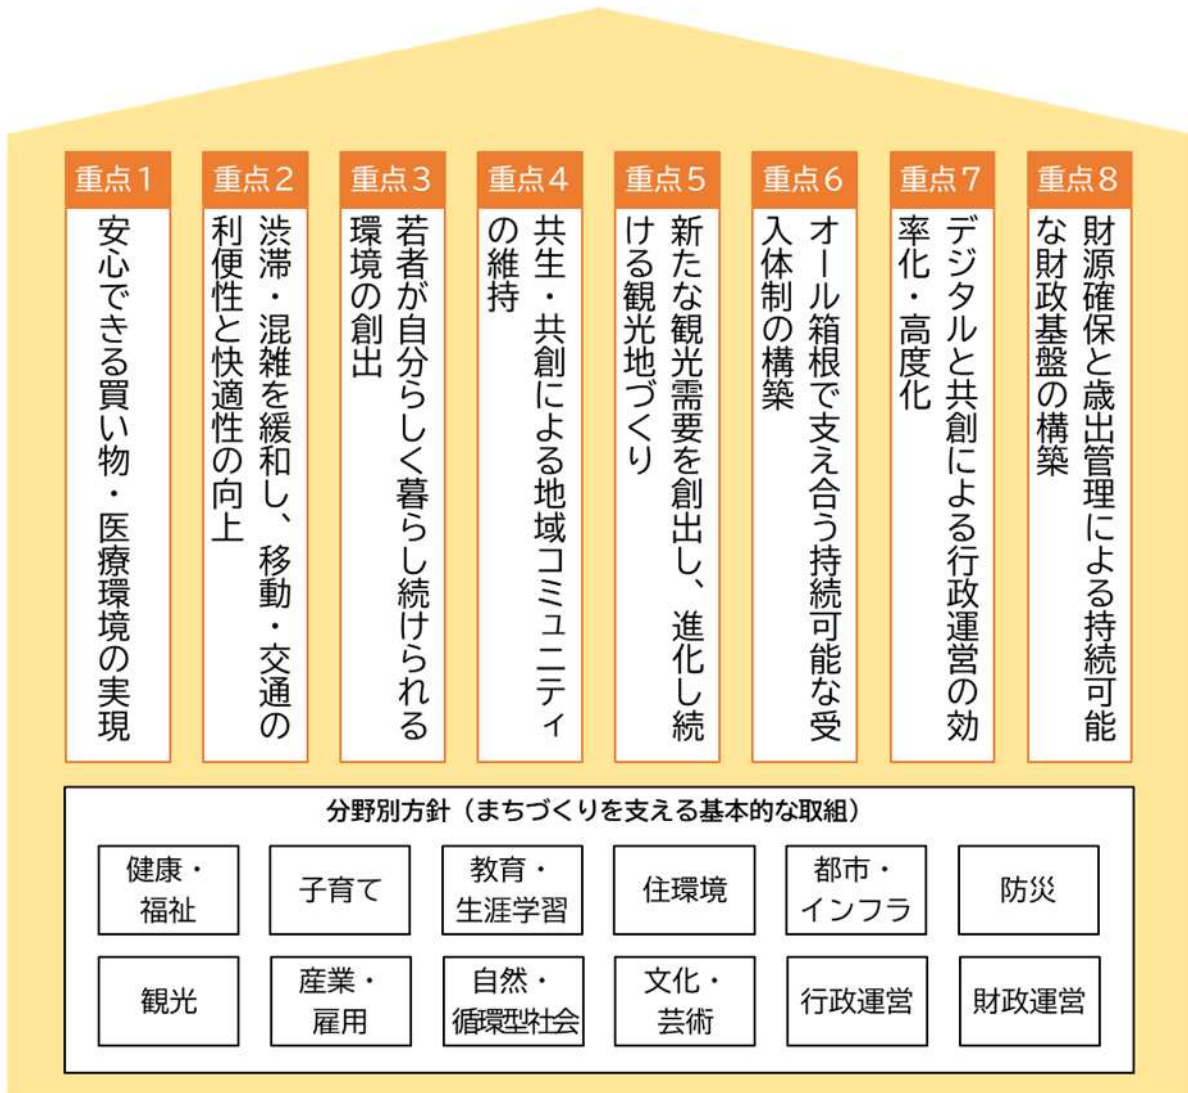 重点1
安心できる買い物・医療環境の実現
重点2
渋滞・混雑を緩和し、移動・交通の
利便性と快適性の向上
重点3
若者が自分らしく暮らし続けられる
環境の創出
重点4
共生・共創による地域コミュニティ
の維持
重点5
新たな観光需要を創出し、進化し続
ける観光地づくり
重点6
オール箱根で支え合う持続可能な受
入体制の構築
重点7
デジタルと共創による行政運営の効
率化・高度化
重点8
財源確保と歳出管理による持続可能
な財政基盤の構築
分野別方針（まちづくりを支える基本的な取組）
健康・
福祉
子育て
教育・
生涯学習
住環境
都市・
インフラ
防災
観光
産業・
雇用
自然・
循環型社会
文化・
芸術
行政運営
財政運営